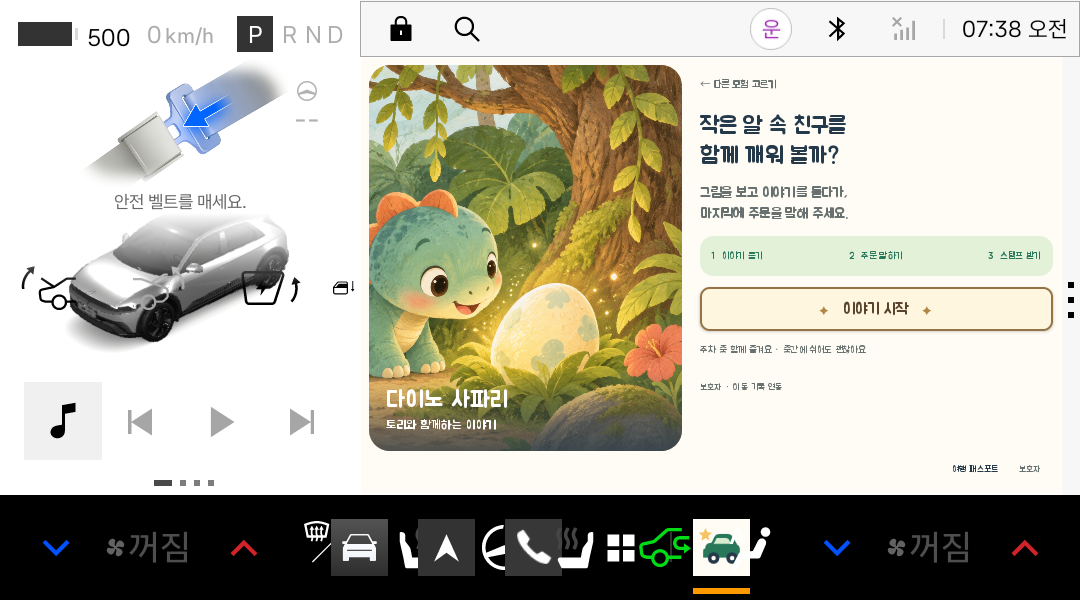 500
0 km/h
P R N D
운
07:38 오전
안전 벨트를 매세요.
← 다른 모험 고르기
작은 알 속 친구를
함께 깨워 볼까?
그림을 보고 이야기를 듣다가,
마지막에 주문을 말해 주세요.
1 이야기 듣기
2 주문 말하기
3 스탬프 받기
이야기 시작
주차 중 함께 즐겨요 · 중간에 쉬어도 괜찮아요
보호자 · 이동 기록 연동
다이노 사파리
토리와 함께하는 이야기
여행 패스포트
보호자
꺼짐
꺼짐